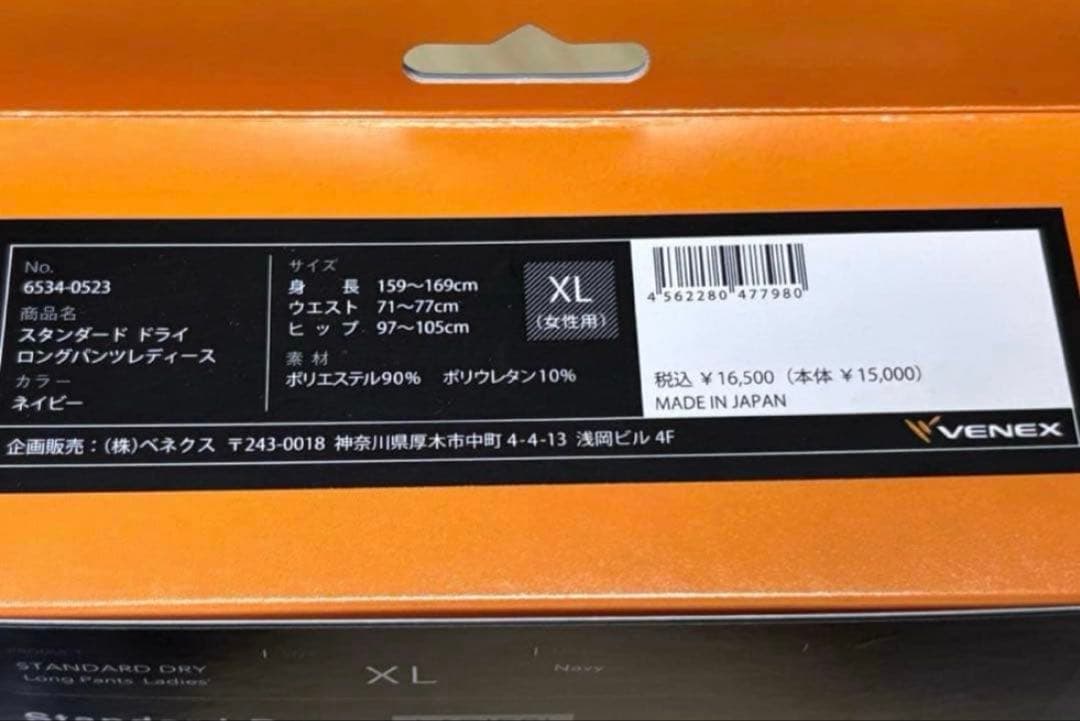 No.
6534-0523
商品名
スタンダード ドライ
ロングパンツレディース
カラー
ネイビー
サイズ
身 長 159～169cm
ウエスト 71～77cm
ヒップ 97～105cm
XL
(女性用)
素 材
ポリエステル90% ポリウレタン10%
4 562280 477980
税込 ¥16,500 (本体 ¥15,000)
MADE IN JAPAN
企画販売：(株)ベネクス 〒243-0018 神奈川県厚木市中町 4-4-13 浅岡ビル 4F
VENEX
STANDARD DRY
Long Pants Ladies'
XL
Navy